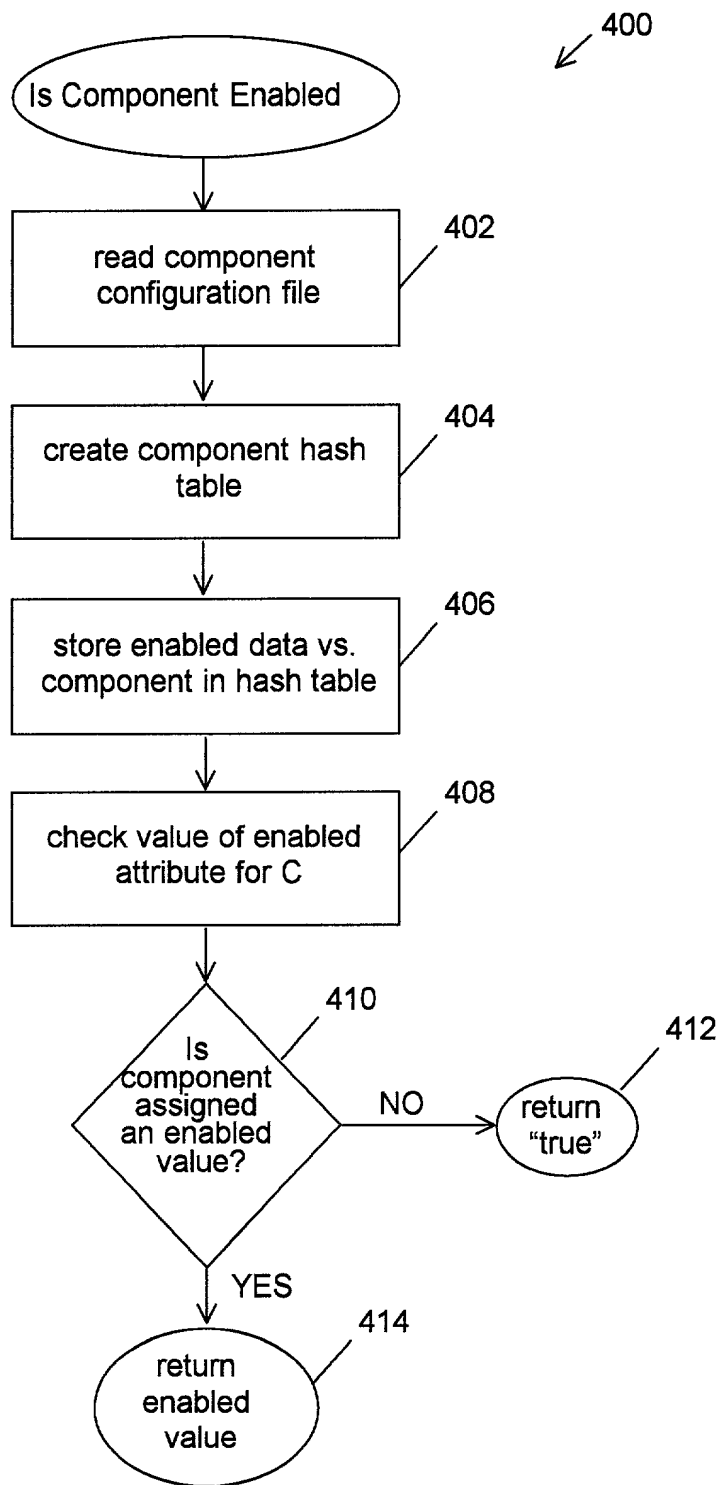 400
Is Component Enabled
402
read component
configuration file
404
create component hash
table
406
store enabled data vs.
component in hash table
408
check value of enabled
attribute for C
410
Is
component
assigned
an enabled
value?
NO
412
return
“true”
YES
414
return
enabled
value